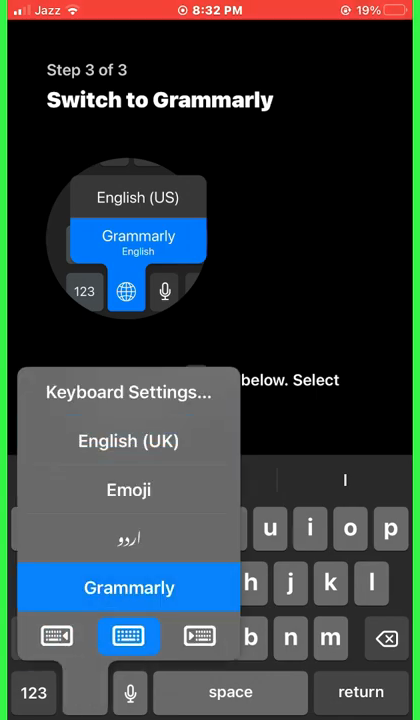 Jazz 8:32 PM 19%
Step 3 of 3
Switch to Grammarly
English (US)
Grammarly
English
123
below. Select
Keyboard Settings...
English (UK)
Emoji
اردو
Grammarly
I
u i o p
h j k l
b n m
123 space return